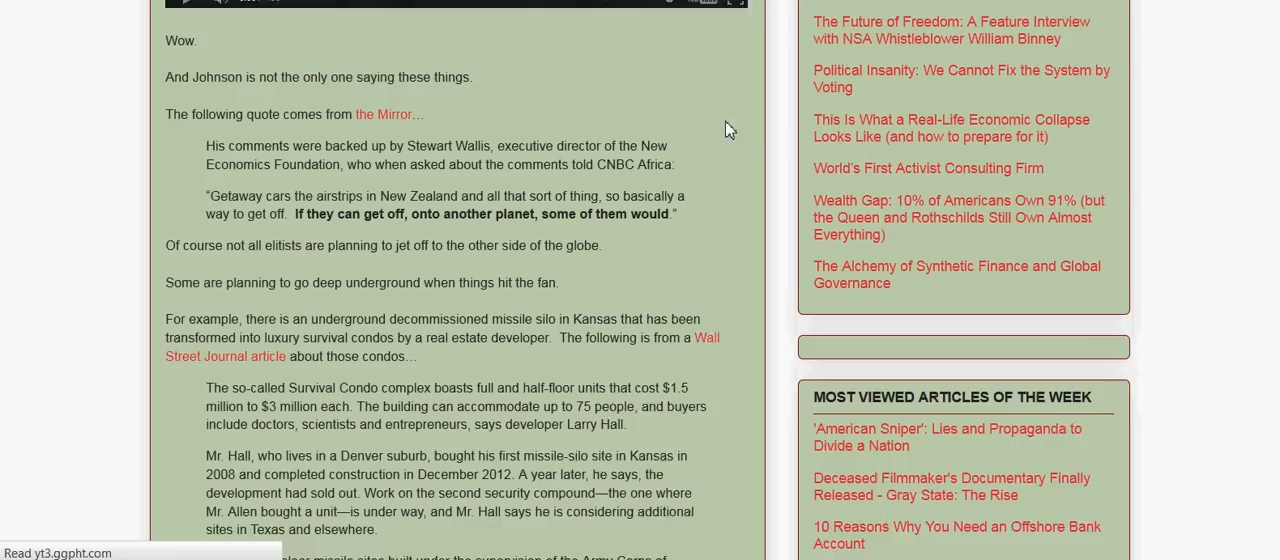 Wow.
And Johnson is not the only one saying these things.
The following quote comes from the Mirror…
His comments were backed up by Stewart Wallis, executive director of the New
Economics Foundation, who when asked about the comments told CNBC Africa:
“Getaway cars the airstrips in New Zealand and all that sort of thing, so basically a
way to get off.  If they can get off, onto another planet, some of them would.”
Of course not all elitists are planning to jet off to the other side of the globe.
Some are planning to go deep underground when things hit the fan.
For example, there is an underground decommissioned missile silo in Kansas that has been
transformed into luxury survival condos by a real estate developer.  The following is from a Wall
Street Journal article about those condos…
The so-called Survival Condo complex boasts full and half-floor units that cost $1.5
million to $3 million each. The building can accommodate up to 75 people, and buyers
include doctors, scientists and entrepreneurs, says developer Larry Hall.
Mr. Hall, who lives in a Denver suburb, bought his first missile-silo site in Kansas in
2008 and completed construction in December 2012. A year later, he says, the
development had sold out. Work on the second security compound—the one where
Mr. Allen bought a unit—is under way, and Mr. Hall says he is considering additional
sites in Texas and elsewhere.
clear missile sites built under the supervision of the Army Corps of
The Future of Freedom: A Feature Interview
with NSA Whistleblower William Binney
Political Insanity: We Cannot Fix the System by
Voting
This Is What a Real-Life Economic Collapse
Looks Like (and how to prepare for it)
World's First Activist Consulting Firm
Wealth Gap: 10% of Americans Own 91% (but
the Queen and Rothschilds Still Own Almost
Everything)
The Alchemy of Synthetic Finance and Global
Governance
MOST VIEWED ARTICLES OF THE WEEK
'American Sniper': Lies and Propaganda to
Divide a Nation
Deceased Filmmaker's Documentary Finally
Released - Gray State: The Rise
10 Reasons Why You Need an Offshore Bank
Account
Read yt3.ggpht.com